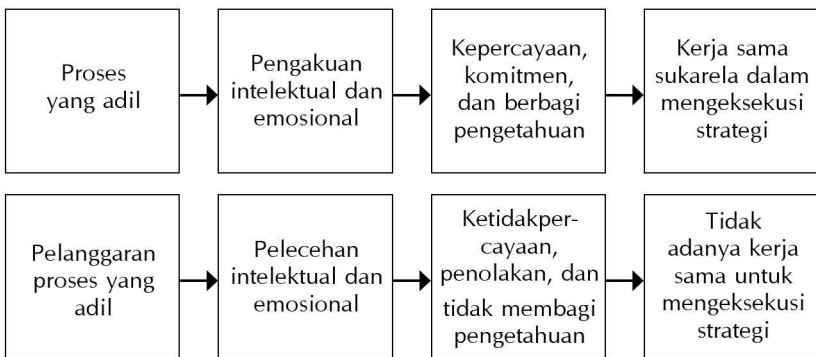 Proses
yang adil
Pengakuan
intelektual dan
emosional
Kepercayaan,
komitmen,
dan berbagi
pengetahuan
Kerja sama
sukarela dalam
mengeksekusi
strategi
Pelanggaran
proses yang
adil
Pelecehan
intelektual dan
emosional
Ketidakper-
cayaan,
penolakan, dan
tidak membagi
pengetahuan
Tidak
adanya kerja
sama untuk
mengeksekusi
strategi